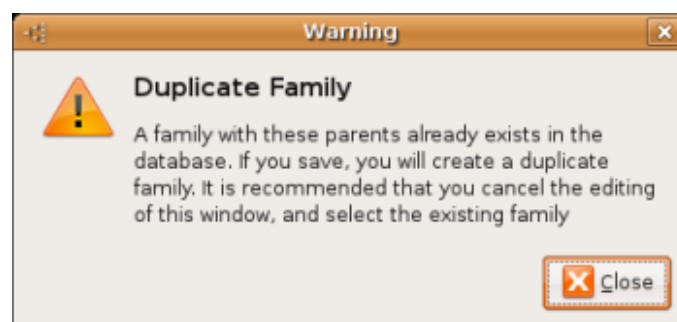 Warning
Duplicate Family
A family with these parents already exists in the
database. If you save, you will create a duplicate
family. It is recommended that you cancel the editing
of this window, and select the existing family
Close